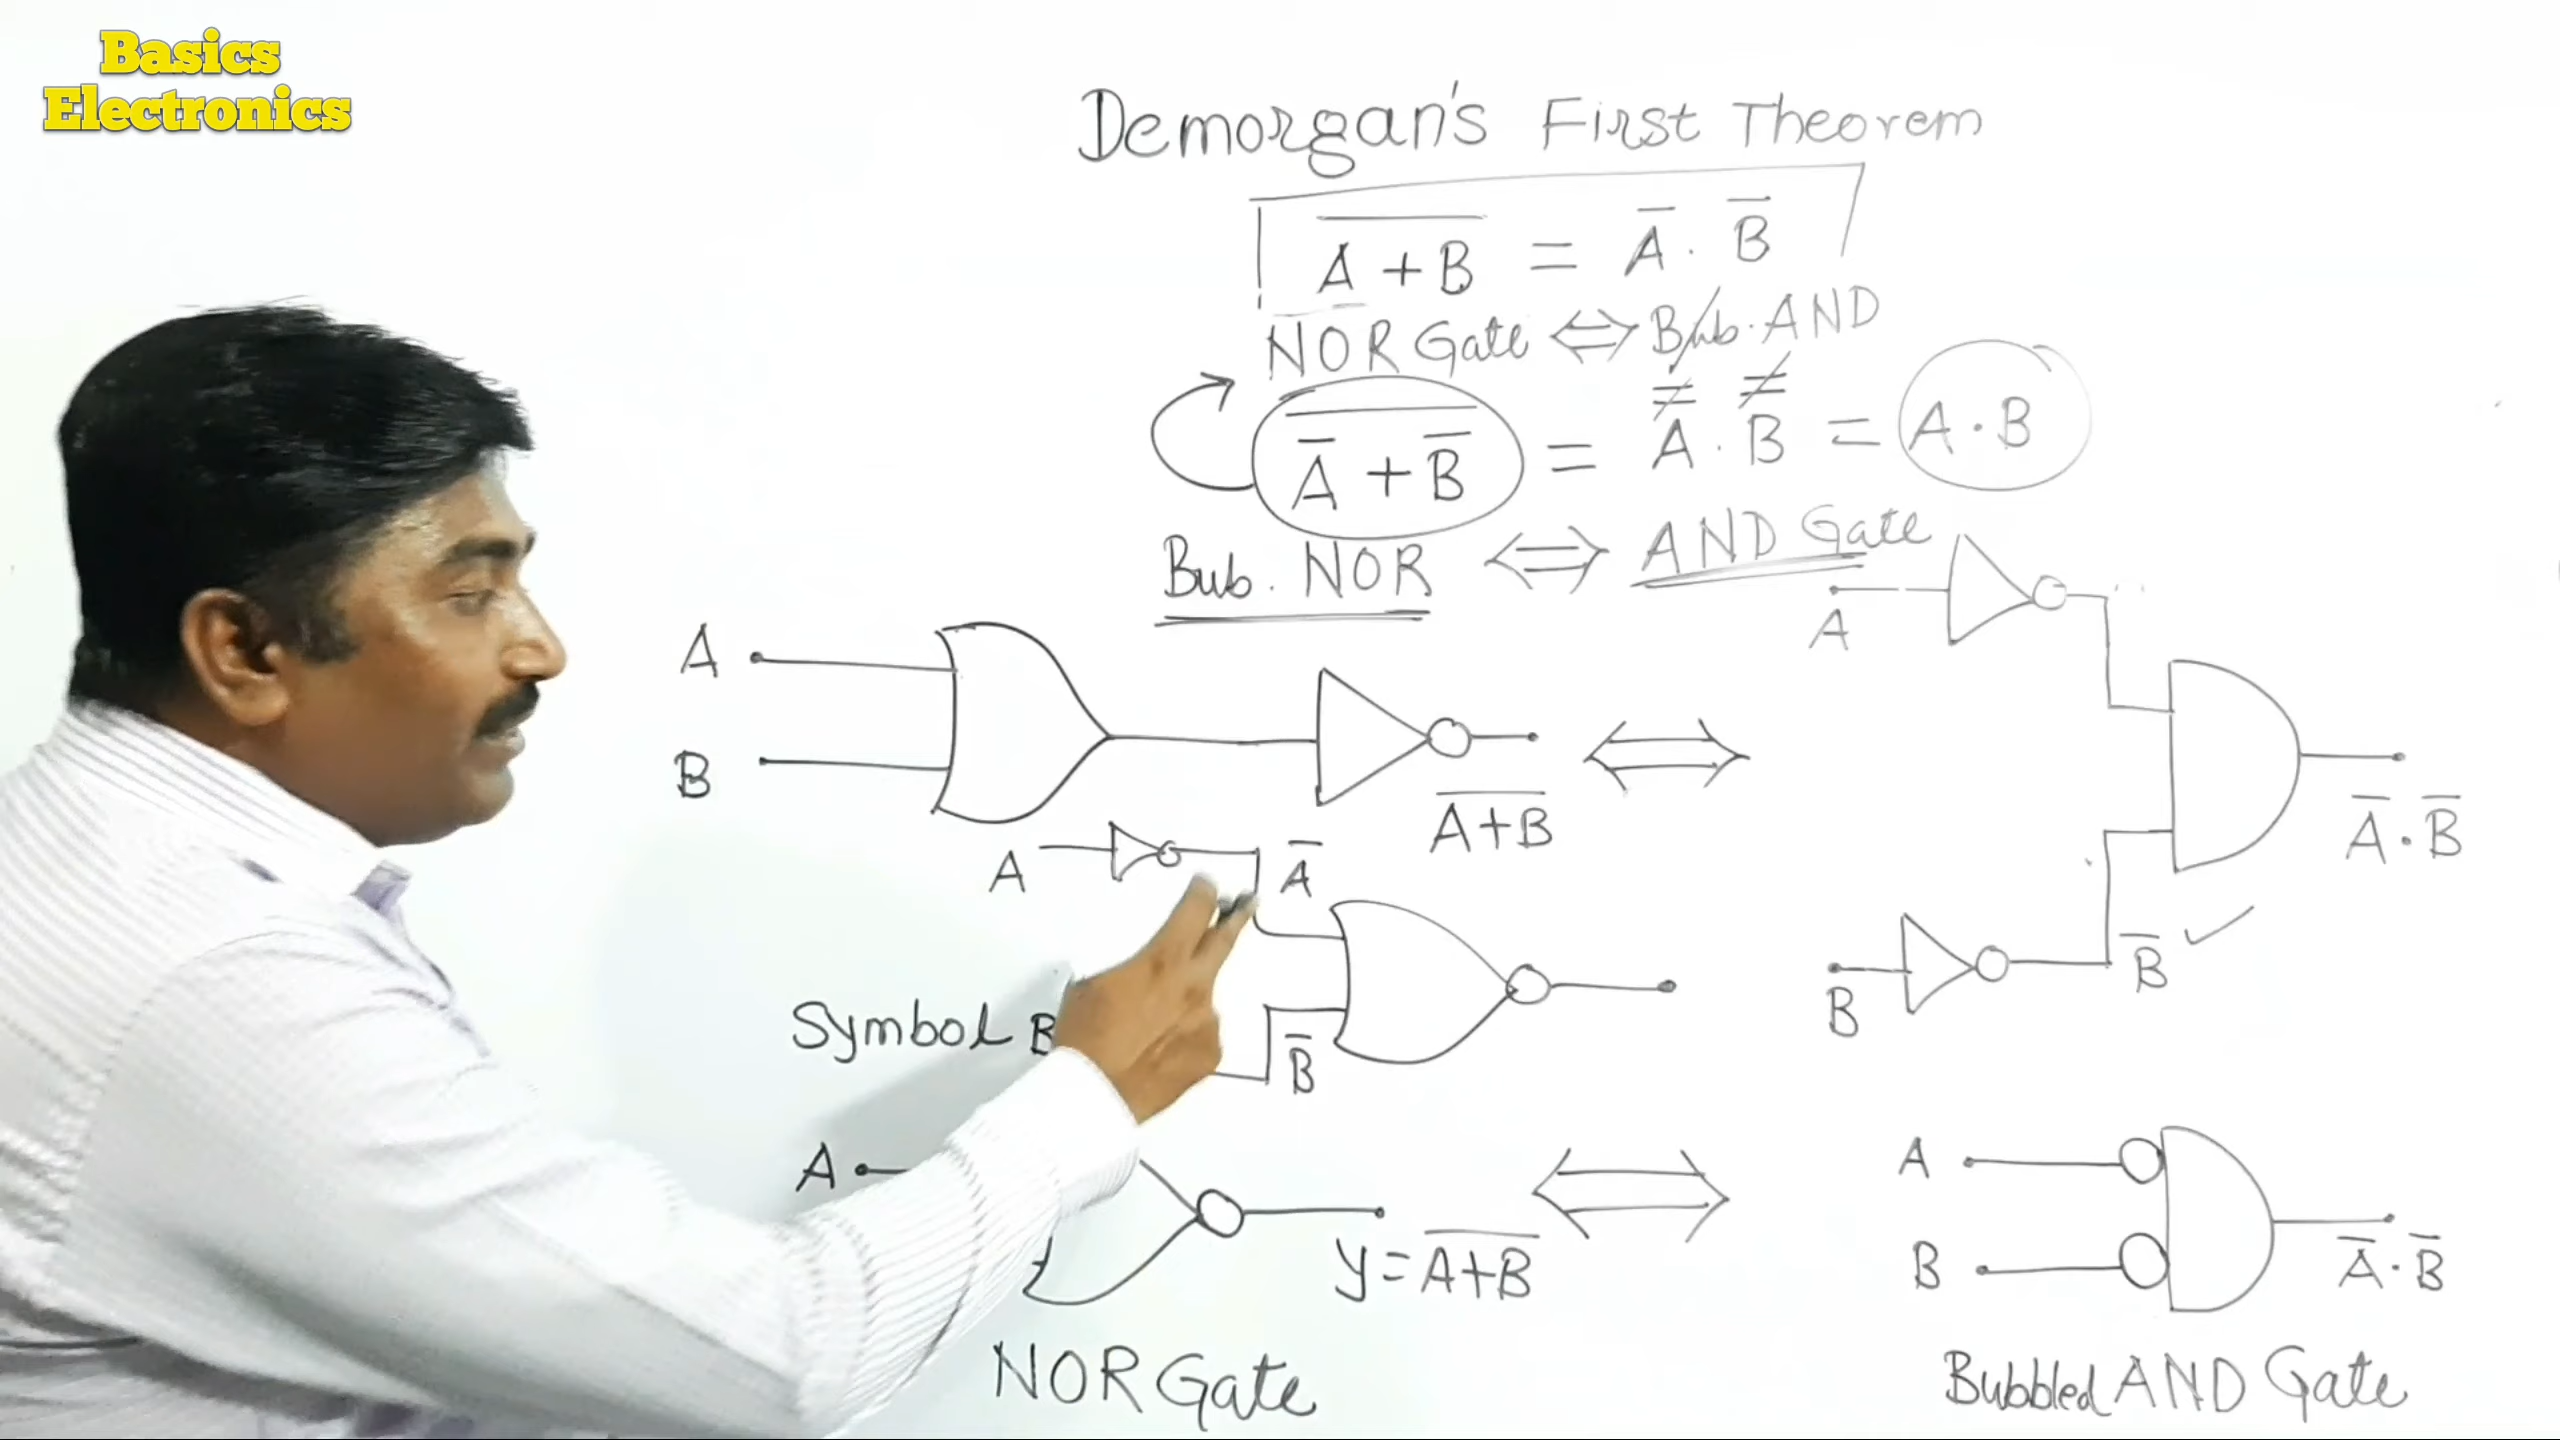 Basics
Electronics
Demorgan's First Theorem
A̅ ̅+̅ ̅B̅ = A̅ . B̅
NOR Gate ⇔ Bub. AND
A̿ ̅+̅ ̅B̿ = A̿ . B̿ = A . B
Bub. NOR ⇔ AND Gate
A
A
B
A̅+̅B̅
⇔
A̅ . B̅
A
A̅
B̅
B
Symbol B
B̅
A
y = A̅+̅B̅
⇔
A
B
A̅ . B̅
NOR Gate
Bubbled AND Gate